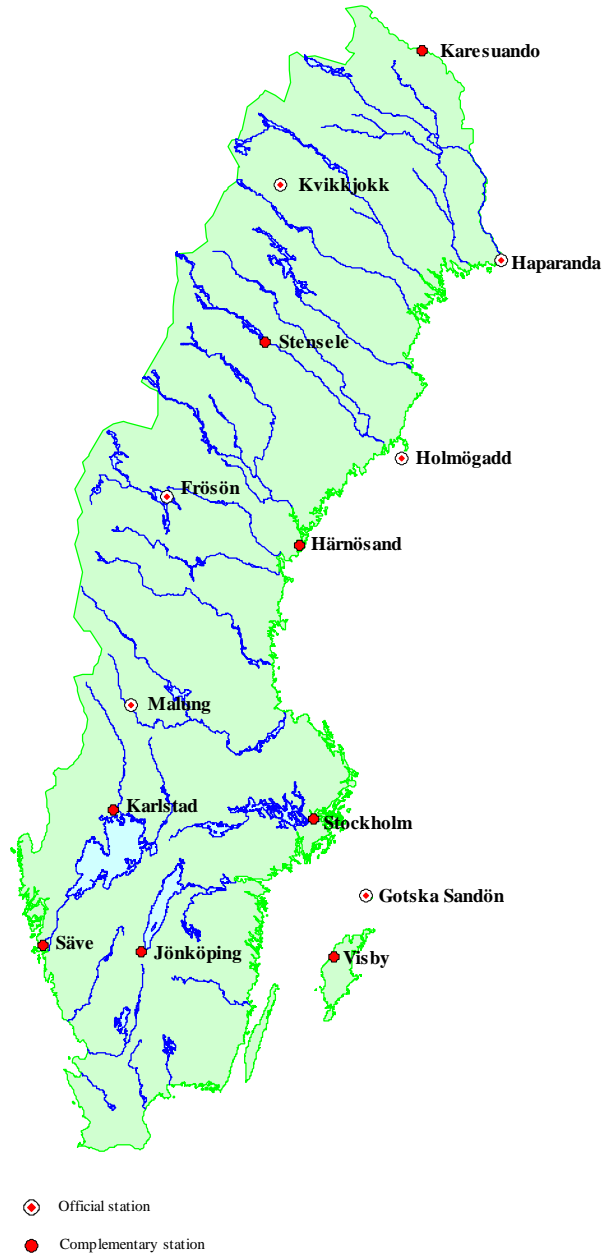 Karesuando
Kvikkjokk
Haparanda
Stensele
Holmögadd
Frösön
Härnösand
Malung
Karlstad
Stockholm
Gotska Sandön
Säve
Jönköping
Visby
Official station
Complementary station